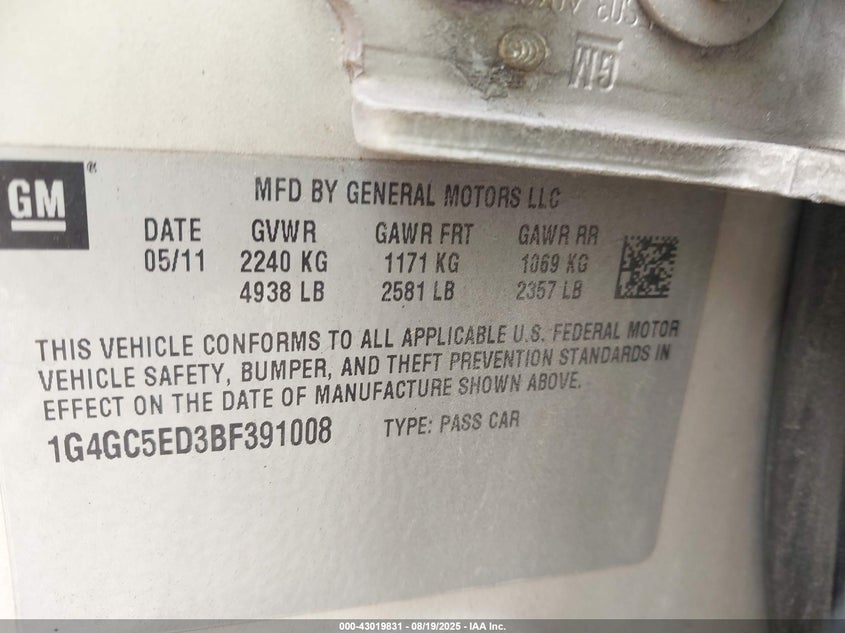 GM
GM®
MFD BY GENERAL MOTORS LLC
DATE GVWR GAWR FRT GAWR RR
05/11 2240 KG 1171 KG 1069 KG
4938 LB 2581 LB 2357 LB
THIS VEHICLE CONFORMS TO ALL APPLICABLE U.S. FEDERAL MOTOR
VEHICLE SAFETY, BUMPER, AND THEFT PREVENTION STANDARDS IN
EFFECT ON THE DATE OF MANUFACTURE SHOWN ABOVE.
1G4GC5ED3BF391008 TYPE: PASS CAR
000-43019831 - 08/19/2025 - IAA Inc.